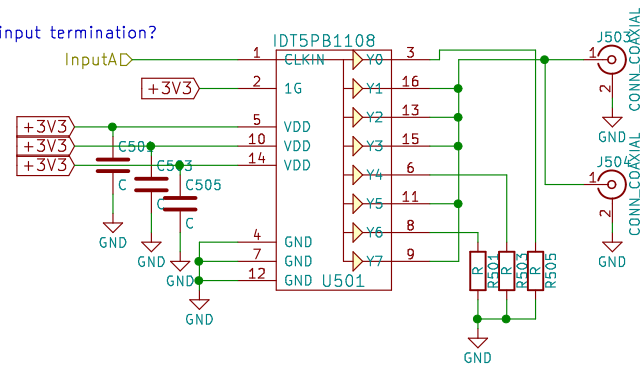 input termination?
InputA
+3V3
+3V3
+3V3
+3V3
C503
C505
C
C
C
GND
GND
GND
GND
IDT5PB1108
1
CLKIN
2
1G
5
VDD
10
VDD
14
VDD
4
GND
7
GND
12
GND
U501
Y0
3
Y1
16
Y2
13
Y3
15
Y4
6
Y5
11
Y6
8
Y7
9
R
R501
R
R503
R
R505
GND
J503
1
2
CONN_COAXIAL
GND
J504
1
2
CONN_COAXIAL
GND